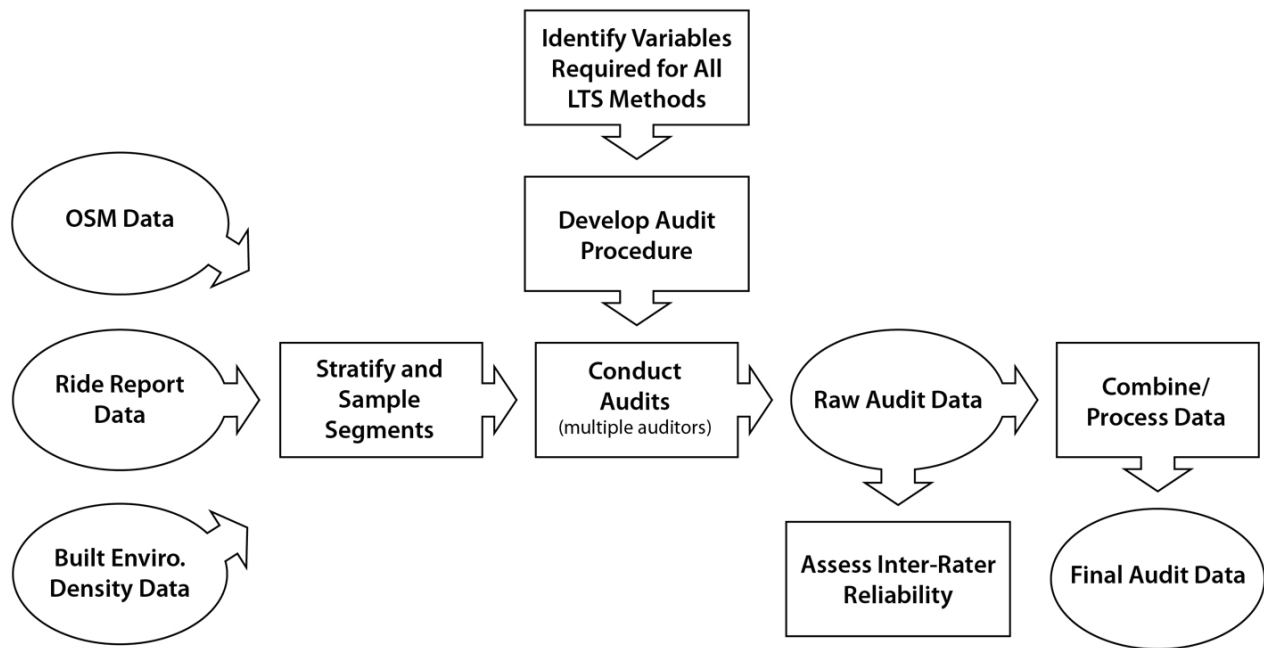 Identify Variables
Required for All
LTS Methods
OSM Data
Develop Audit
Procedure
Ride Report
Data
Stratify and
Sample
Segments
Conduct
Audits
(multiple auditors)
Raw Audit Data
Combine/
Process Data
Built Enviro.
Density Data
Assess Inter-Rater
Reliability
Final Audit Data